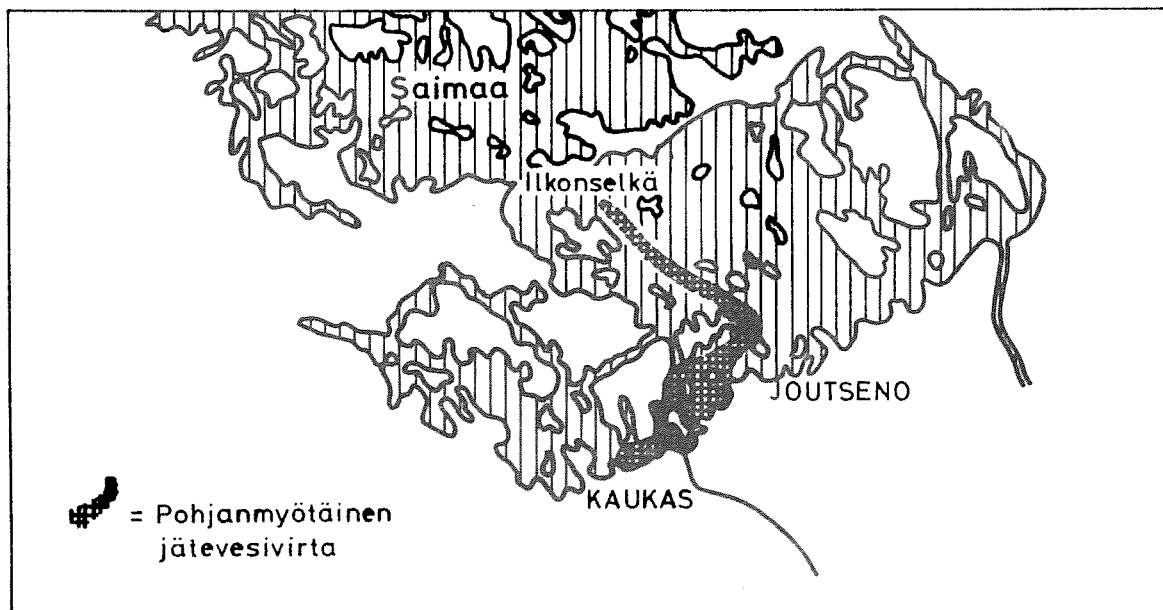 Saimaa
Ilkonselkä
JOUTSENO
KAUKAS
= Pohjanmyötäinen
jätevesivirta